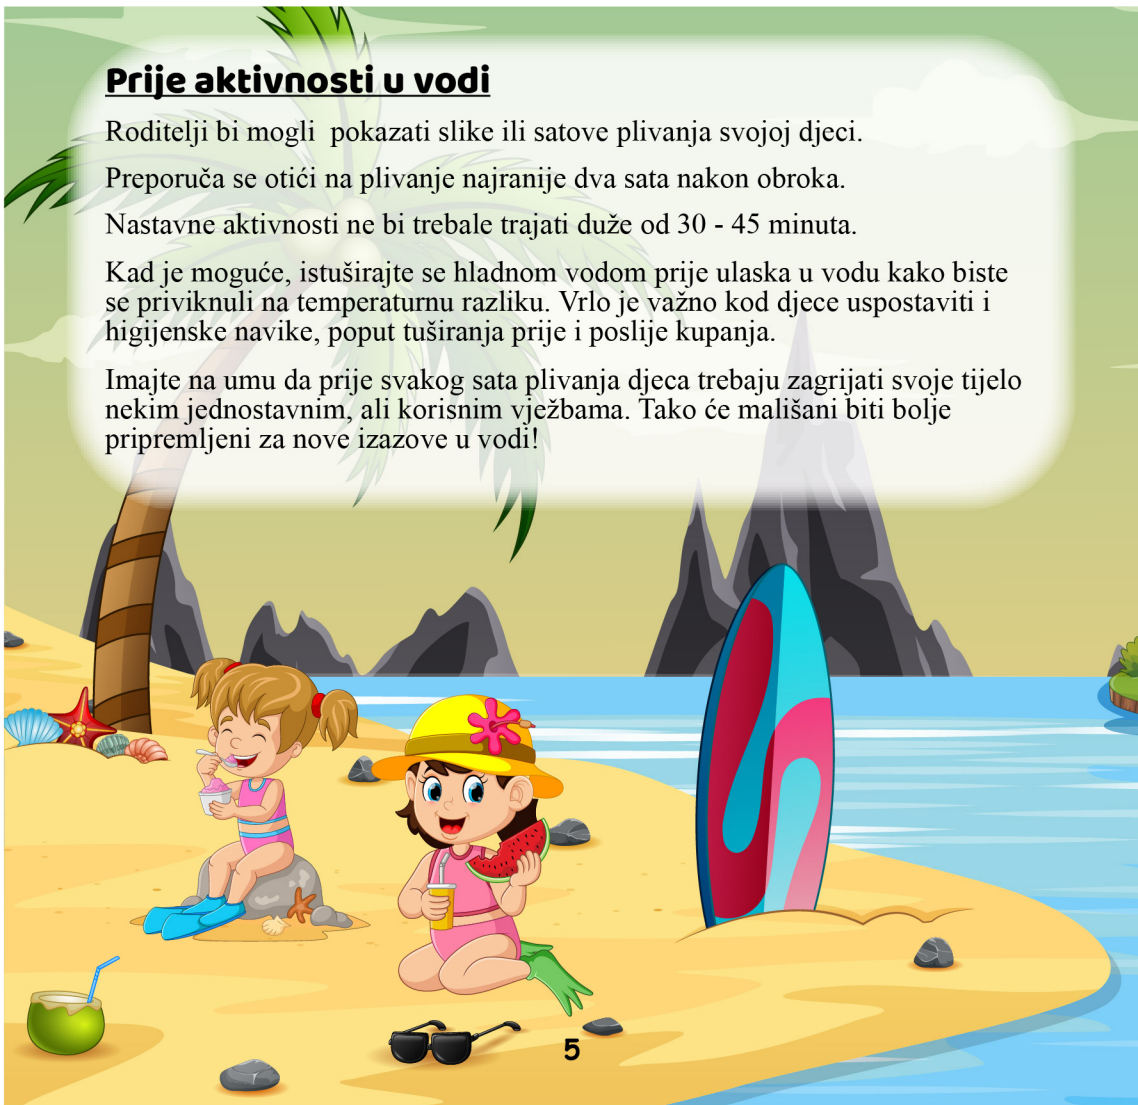 Prije aktivnosti u vodi
Roditelji bi mogli  pokazati slike ili satove plivanja svojoj djeci.
Preporuča se otići na plivanje najranije dva sata nakon obroka.
Nastavne aktivnosti ne bi trebale trajati duže od 30 - 45 minuta.
Kad je moguće, istuširajte se hladnom vodom prije ulaska u vodu kako biste
se priviknuli na temperaturnu razliku. Vrlo je važno kod djece uspostaviti i
higijenske navike, poput tuširanja prije i poslije kupanja.
Imajte na umu da prije svakog sata plivanja djeca trebaju zagrijati svoje tijelo
nekim jednostavnim, ali korisnim vježbama. Tako će mališani biti bolje
pripremljeni za nove izazove u vodi!
5